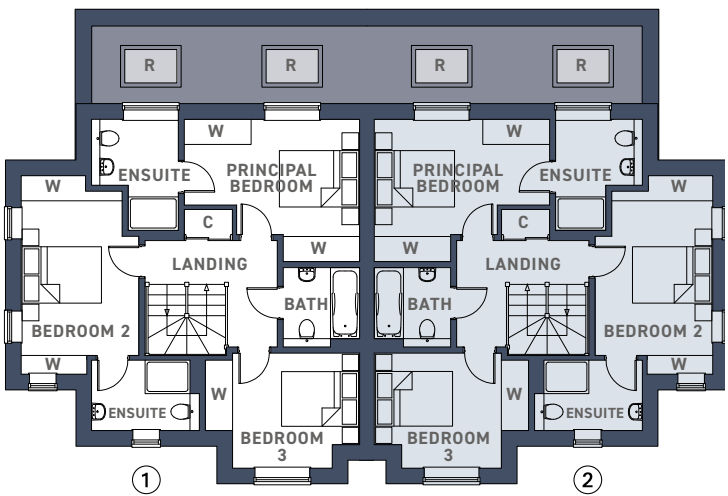 R R R R
W W
ENSUITE PRINCIPAL BEDROOM PRINCIPAL BEDROOM ENSUITE
W W
C C
W W
LANDING LANDING
BATH BATH
BEDROOM 2 BEDROOM 2
W W
W W
ENSUITE ENSUITE
BEDROOM 3 BEDROOM 3
1 2